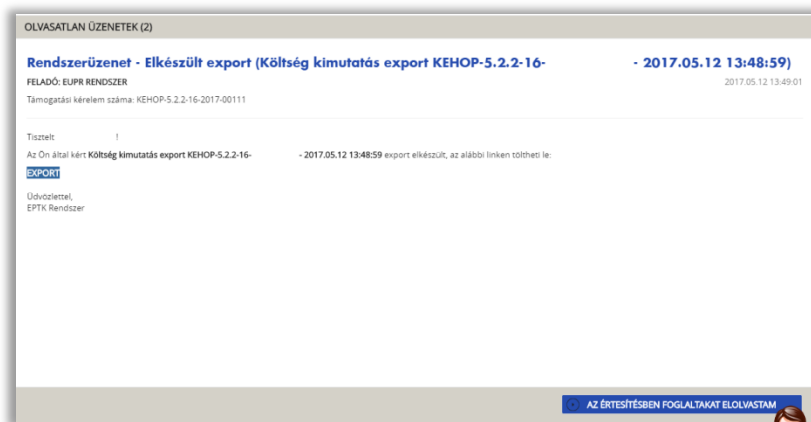 OLVASATLAN ÜZENETEK (2)
Rendszerüzenet - Elkészült export (Költség kimutatás export KEHOP-5.2.2-16- - 2017.05.12 13:48:59)
FELADÓ: EUPR RENDSZER
2017.05.12 13:49:01
Támogatási kérelem száma: KEHOP-5.2.2-16-2017-00111
Tisztelt !
Az Ön által kért Költség kimutatás export KEHOP-5.2.2-16- - 2017.05.12 13:48:59 export elkészült, az alábbi linken töltheti le:
EXPORT
Üdvözlettel,
EPTK Rendszer
AZ ÉRTESÍTÉSBEN FOGLALTAKAT ELOLVASTAM